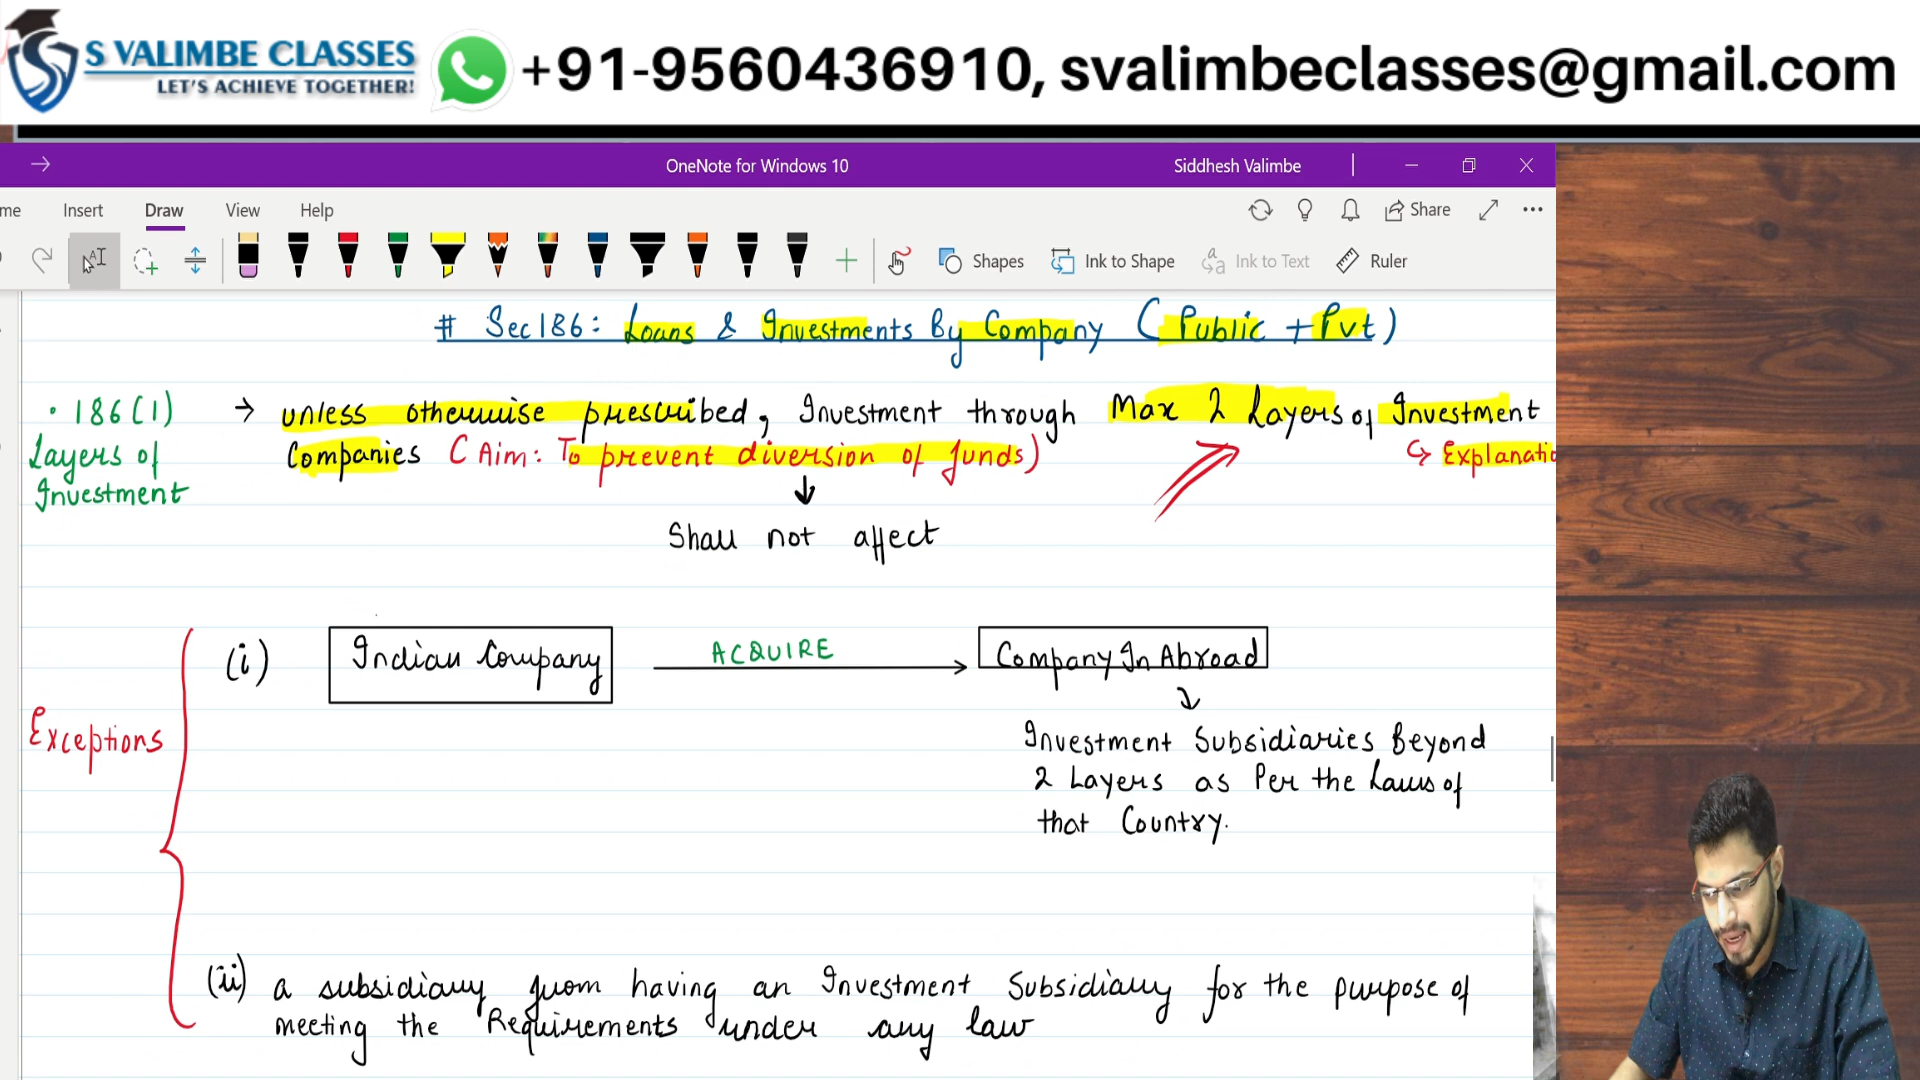 S VALIMBE CLASSES
LET'S ACHIEVE TOGETHER!
+91-9560436910, svalimbeclasses@gmail.com
OneNote for Windows 10
Siddhesh Valimbe
me Insert Draw View Help
Share
Shapes Ink to Shape Ink to Text Ruler
# Sec 186: Loans & Investments By Company (Public + Pvt)
• 186(1) → unless otherwise prescribed, Investment through Max 2 Layers of Investment
Layers of Companies (Aim: To prevent diversion of funds) ↳ Explanatio
Investment
↓
Shall not affect
Exceptions
(i) Indian Company ACQUIRE Company In Abroad
↓
Investment Subsidiaries Beyond
2 Layers as Per the Laws of
that Country.
(ii) a subsidiary from having an Investment Subsidiary for the purpose of
meeting the Requirements under any law